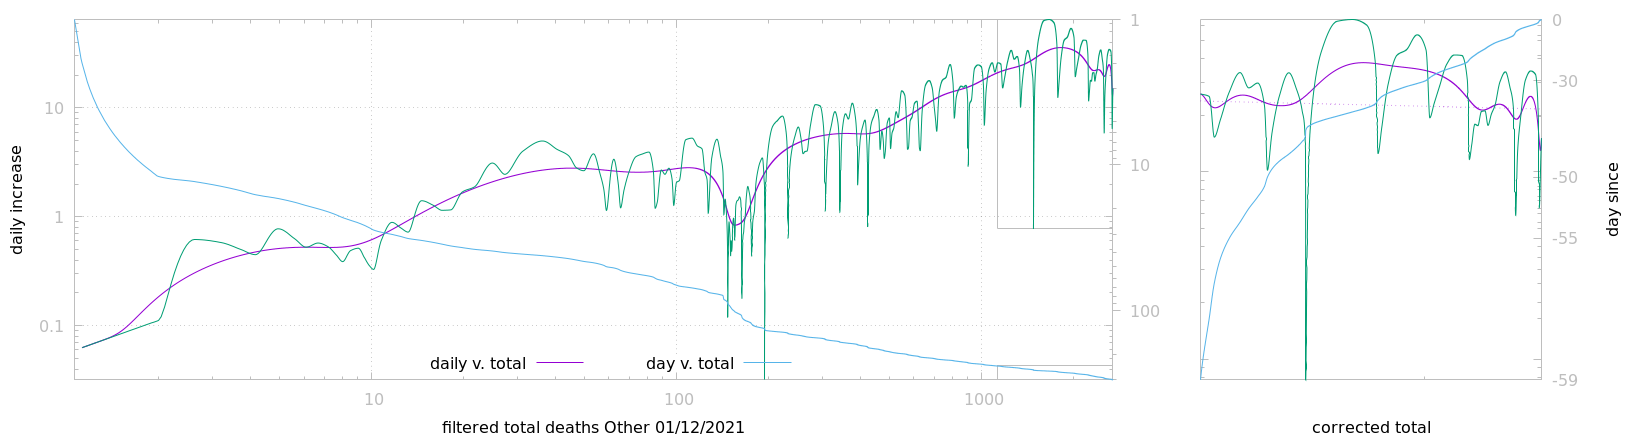 10
1
0.1
daily increase
daily v. total
day v. total
10
100
1000
filtered total deaths Other 01/12/2021
1
10
100
0
-30
-50
-55
-59
day since
corrected total